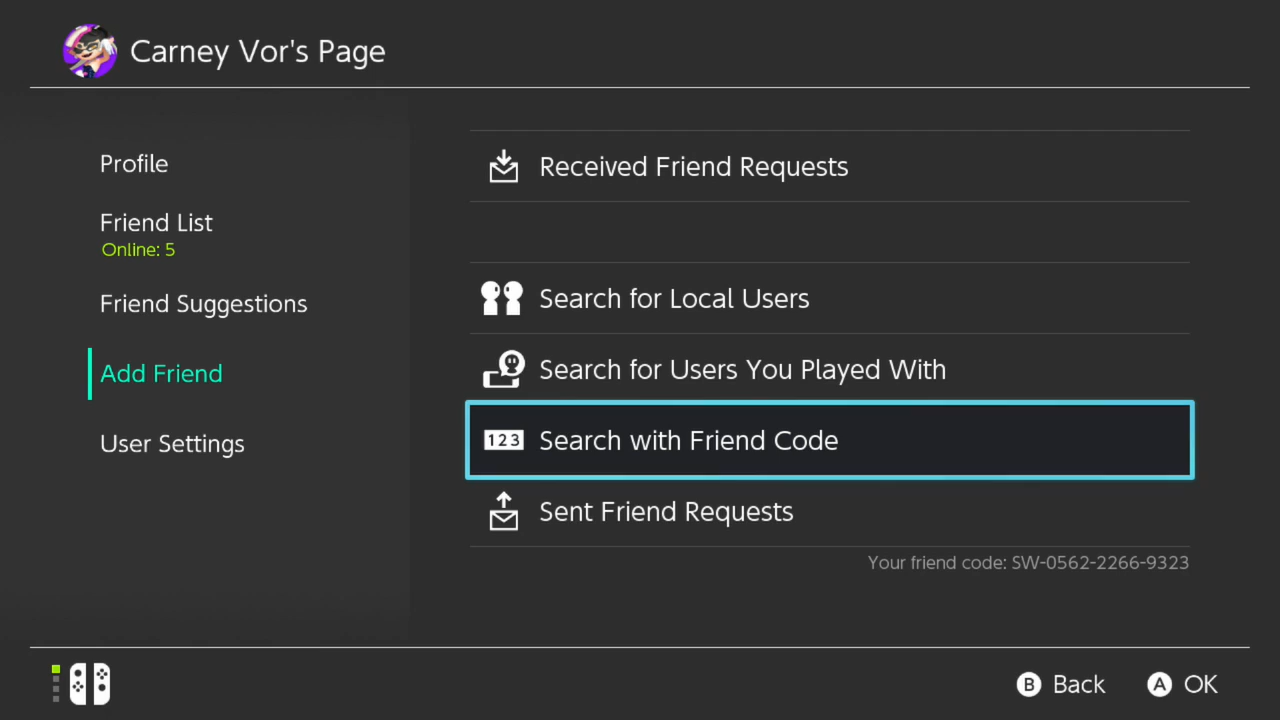 Carney Vor's Page
Profile
Friend List
Online: 5
Friend Suggestions
Add Friend
User Settings
Received Friend Requests
Search for Local Users
Search for Users You Played With
123 Search with Friend Code
Sent Friend Requests
Your friend code: SW-0562-2266-9323
B Back A OK